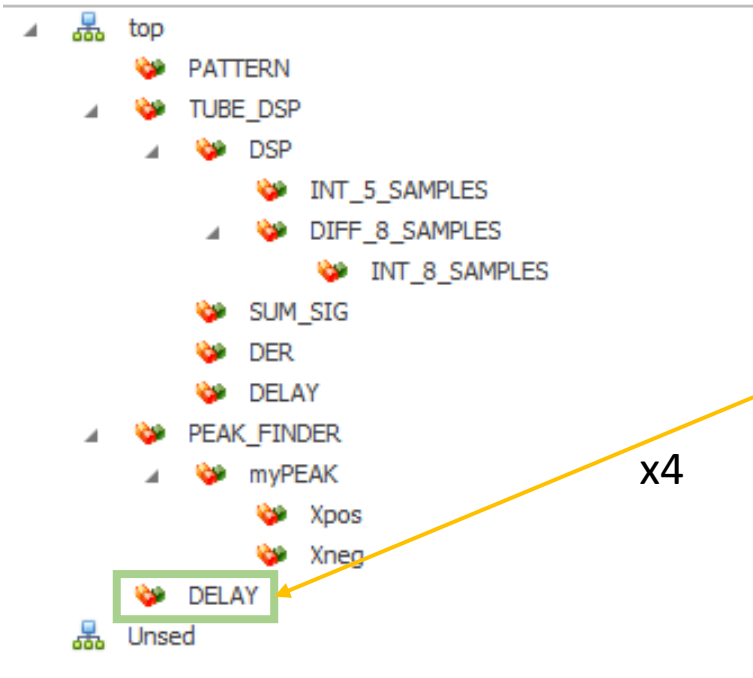 top
PATTERN
TUBE_DSP
DSP
INT_5_SAMPLES
DIFF_8_SAMPLES
INT_8_SAMPLES
SUM_SIG
DER
DELAY
PEAK_FINDER
myPEAK
x4
Xpos
Xneg
DELAY
Unsed